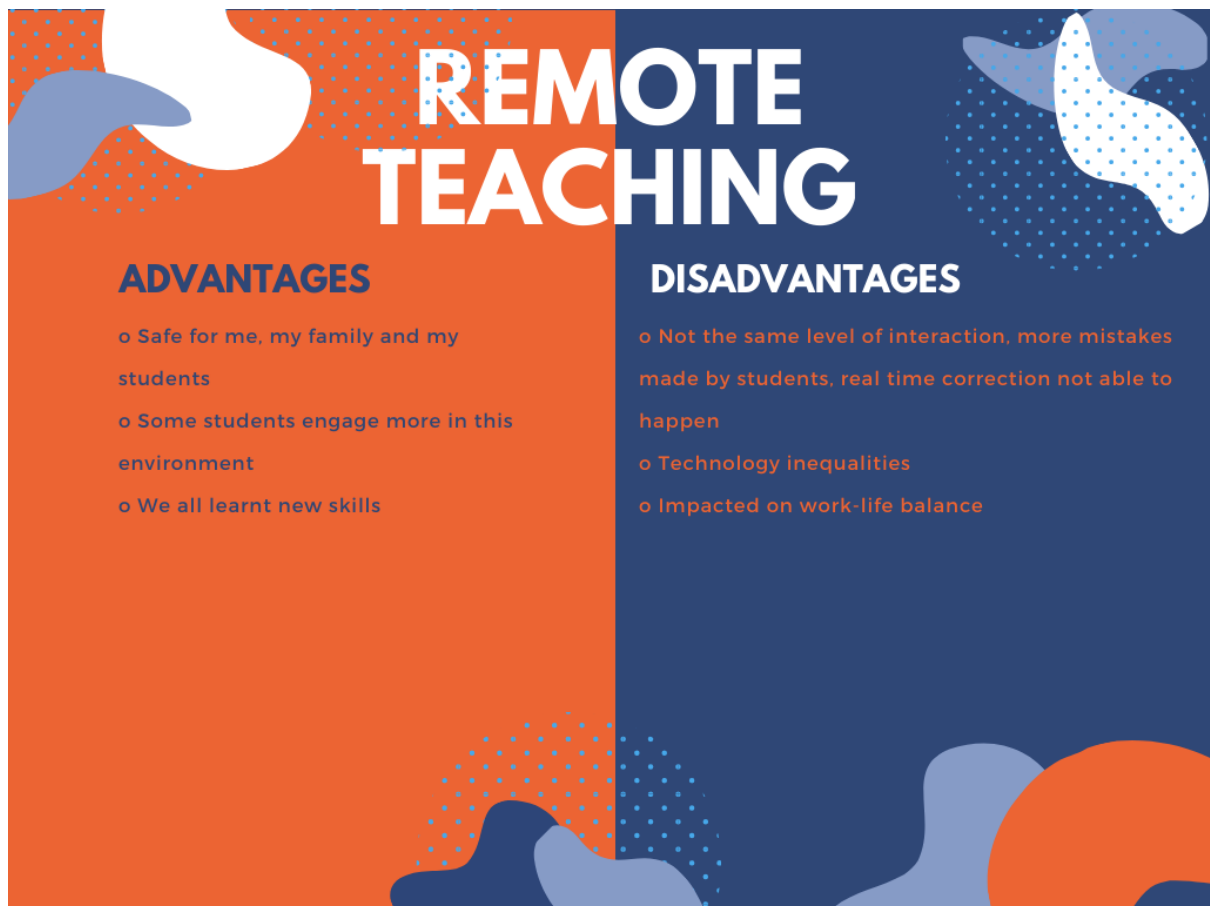 REMOTE
TEACHING
ADVANTAGES
o Safe for me, my family and my
students
o Some students engage more in this
environment
o We all learnt new skills
DISADVANTAGES
o Not the same level of interaction, more mistakes
made by students, real time correction not able to
happen
o Technology inequalities
o Impacted on work-life balance